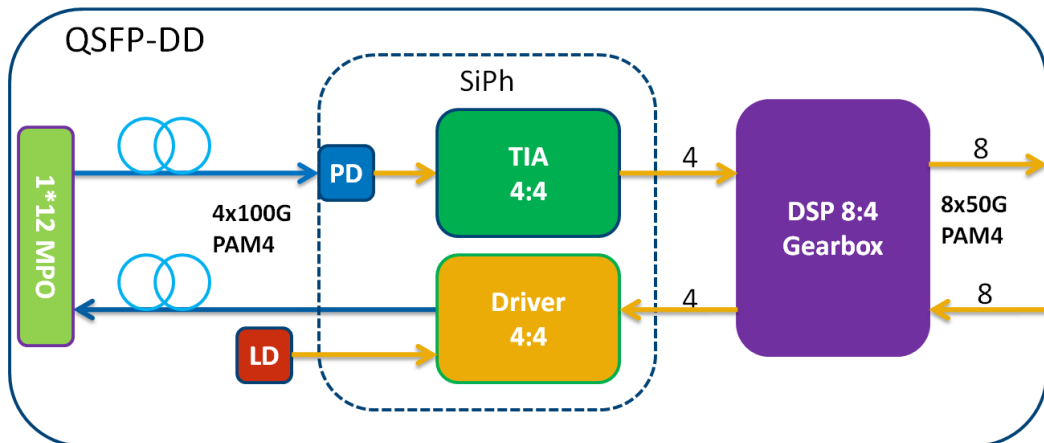 QSFP-DD
SiPh
1*12 MPO
PD
TIA
4:4
4
8
4x100G
PAM4
DSP 8:4
Gearbox
8x50G
PAM4
Driver
4:4
4
8
LD